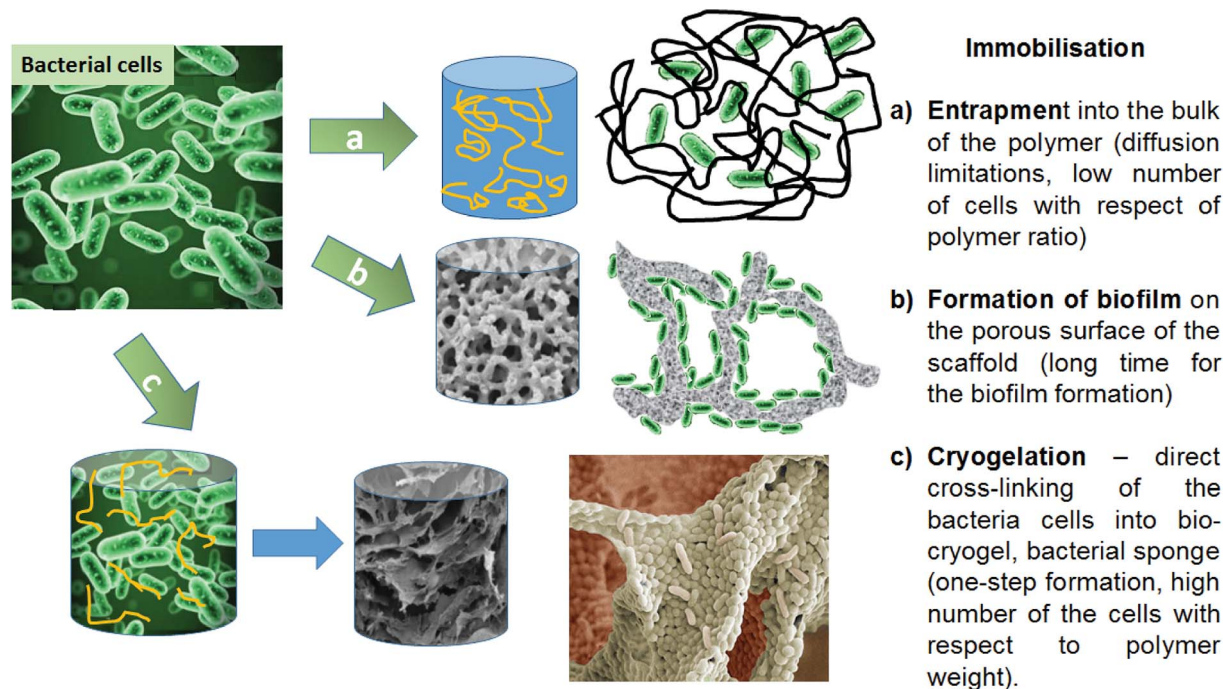 Bacterial cells
a
b
c
Immobilisation
a) Entrapment into the bulk
of the polymer (diffusion
limitations, low number
of cells with respect of
polymer ratio)
b) Formation of biofilm on
the porous surface of the
scaffold (long time for
the biofilm formation)
c) Cryogelation – direct
cross-linking of the
bacteria cells into bio-
cryogel, bacterial sponge
(one-step formation, high
number of the cells with
respect to polymer
weight).